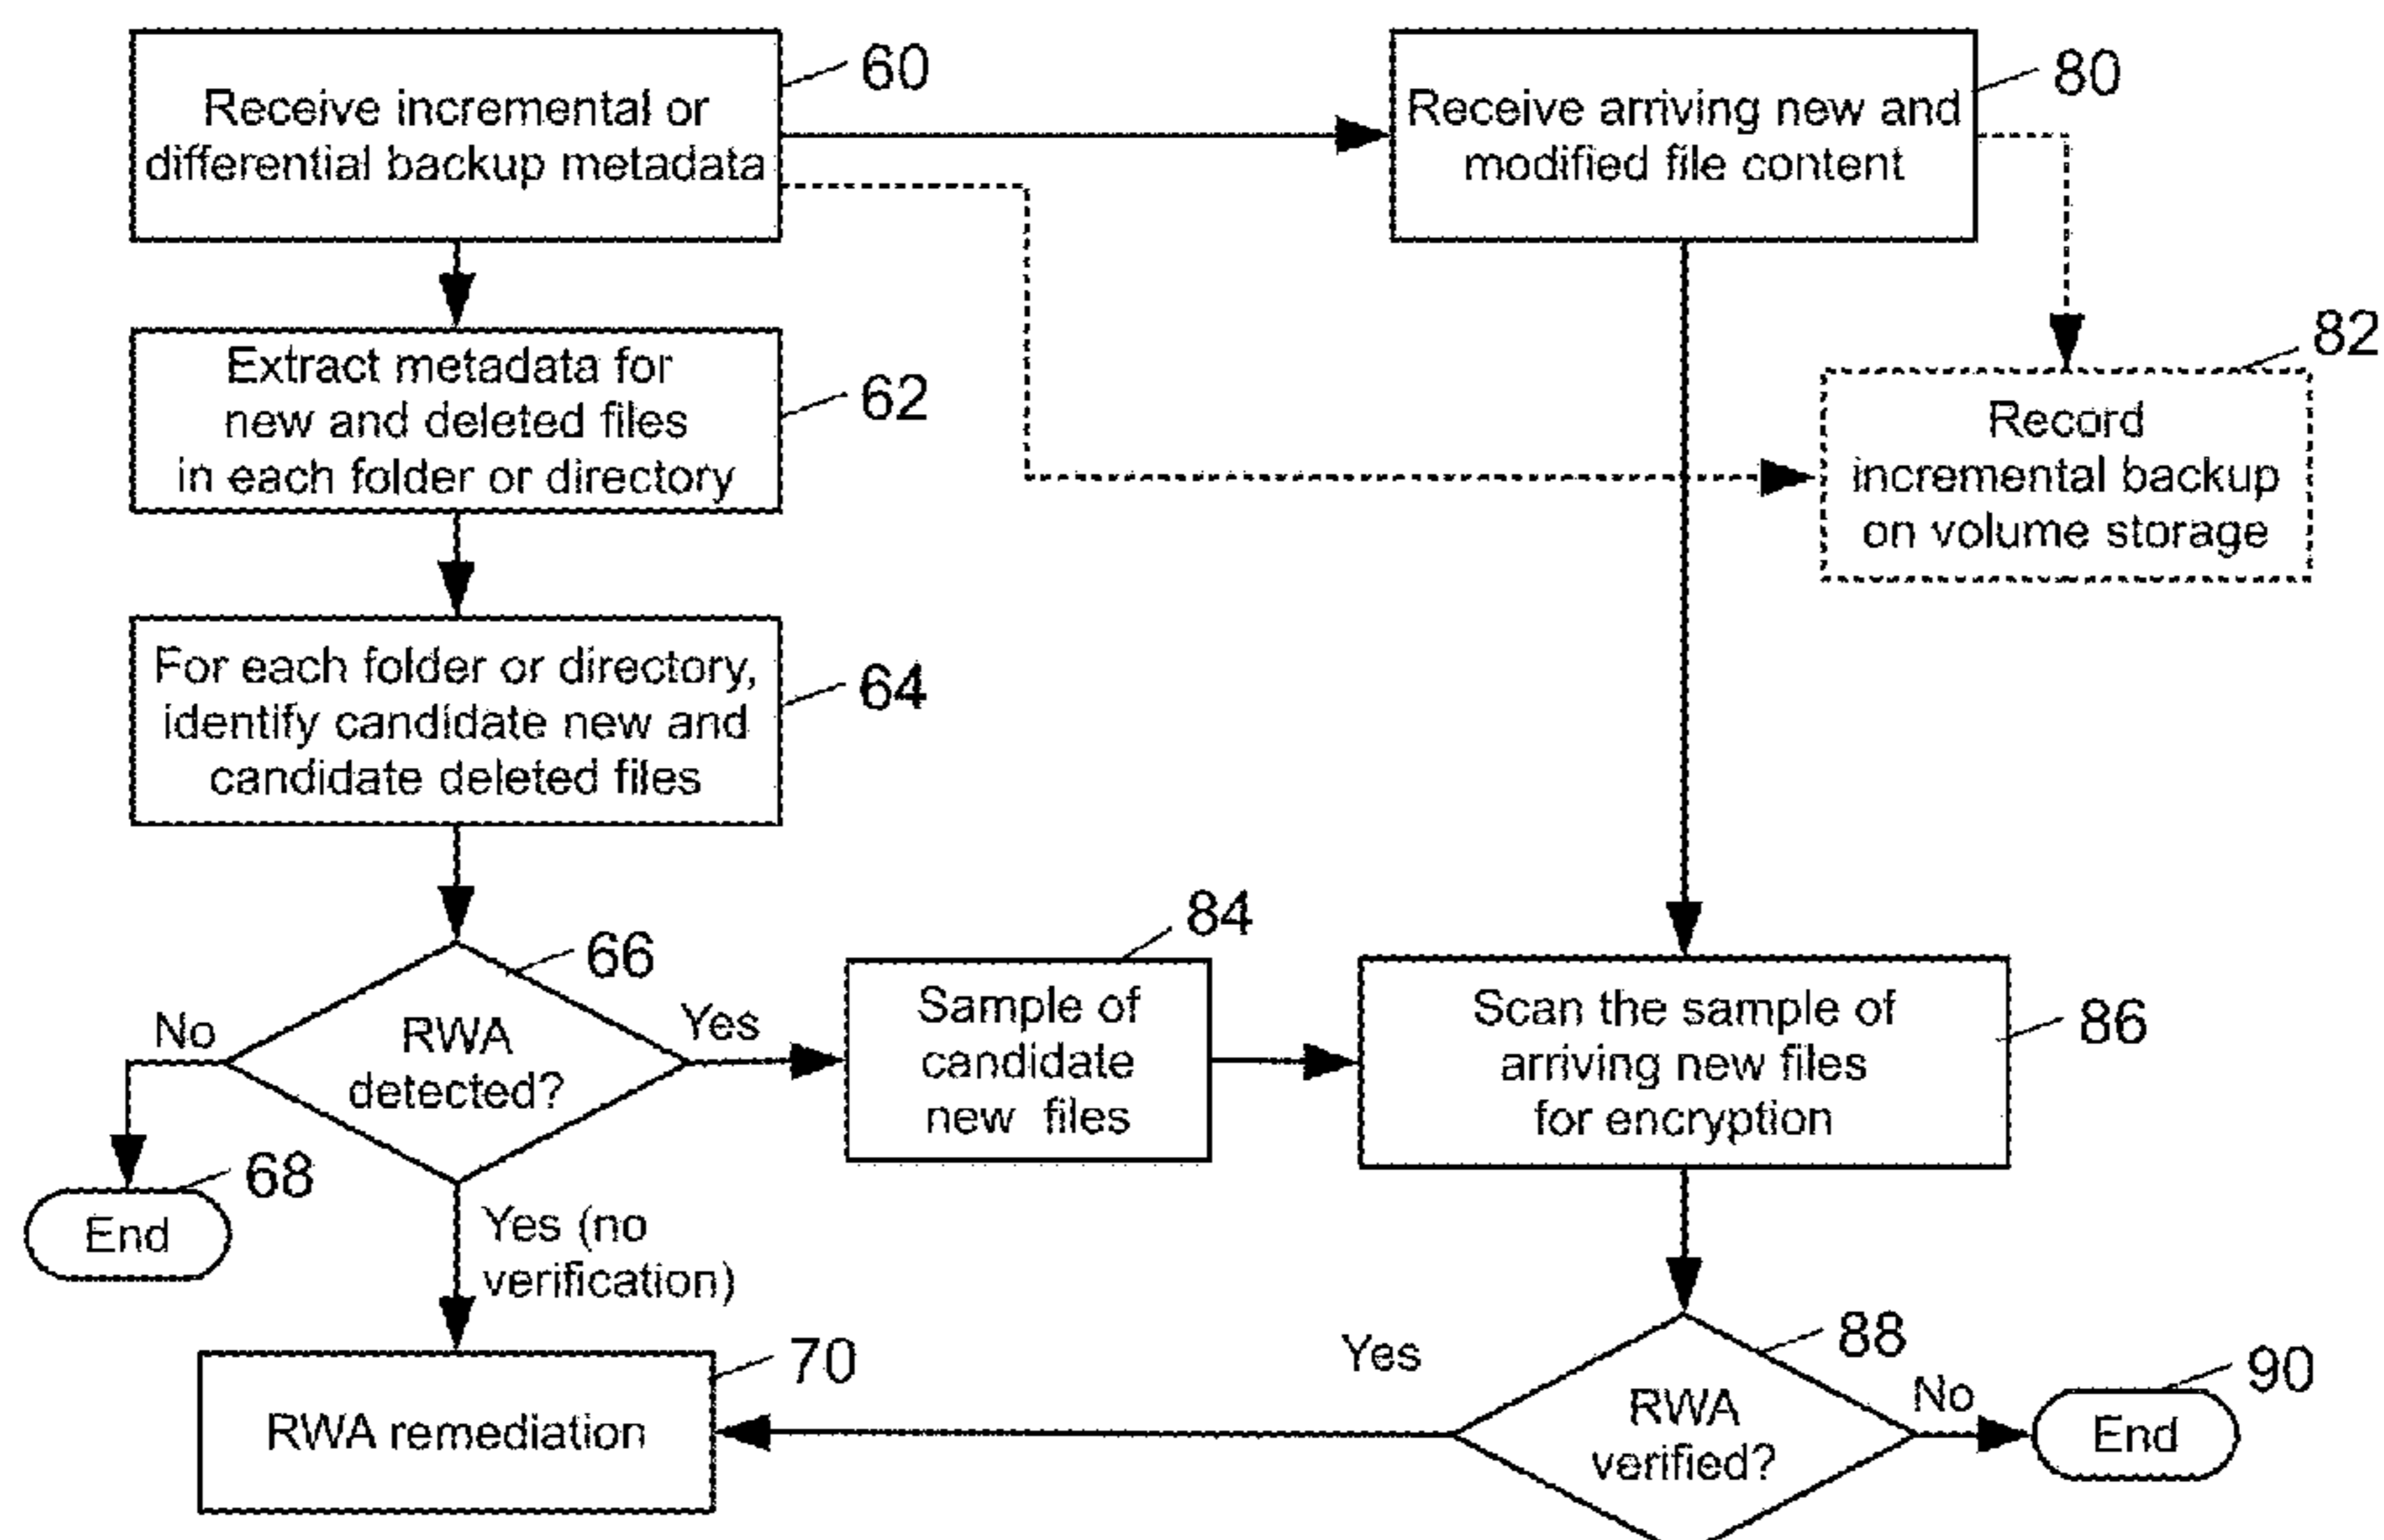 Receive incremental or
differential backup metadata
60
Receive arriving new and
modified file content
80
Extract metadata for
new and deleted files
in each folder or directory
62
Record
incremental backup
on volume storage
82
For each folder or directory,
identify candidate new and
candidate deleted files
64
RWA
detected?
66
No
Yes
End
68
Yes (no
verification)
Sample of
candidate
new files
84
Scan the sample of
arriving new files
for encryption
86
RWA remediation
70
RWA
verified?
88
Yes
No
End
90